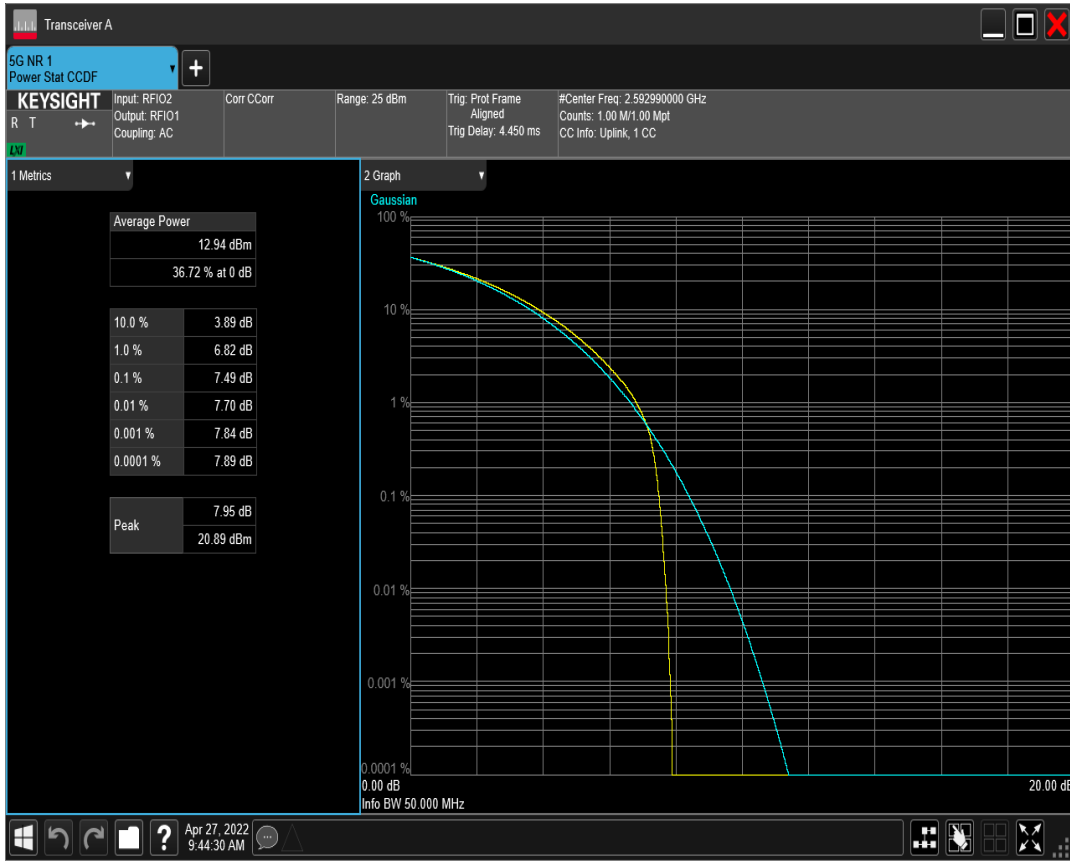 Transceiver A
5G NR 1
Power Stat CCDF
+
KEYSIGHT
R T
LXI
Input: RFIO2
Output: RFIO1
Coupling: AC
Corr CCorr
Range: 25 dBm
Trig: Prot Frame
Aligned
Trig Delay: 4.450 ms
#Center Freq: 2.592990000 GHz
Counts: 1.00 M/1.00 Mpt
CC Info: Uplink, 1 CC
1 Metrics
Average Power
12.94 dBm
36.72 % at 0 dB
10.0 % 3.89 dB
1.0 % 6.82 dB
0.1 % 7.49 dB
0.01 % 7.70 dB
0.001 % 7.84 dB
0.0001 % 7.89 dB
Peak
7.95 dB
20.89 dBm
2 Graph
Gaussian
100 %
10 %
1 %
0.1 %
0.01 %
0.001 %
0.0001 %
0.00 dB 20.00 dB
Info BW 50.000 MHz
?
Apr 27, 2022
9:44:30 AM